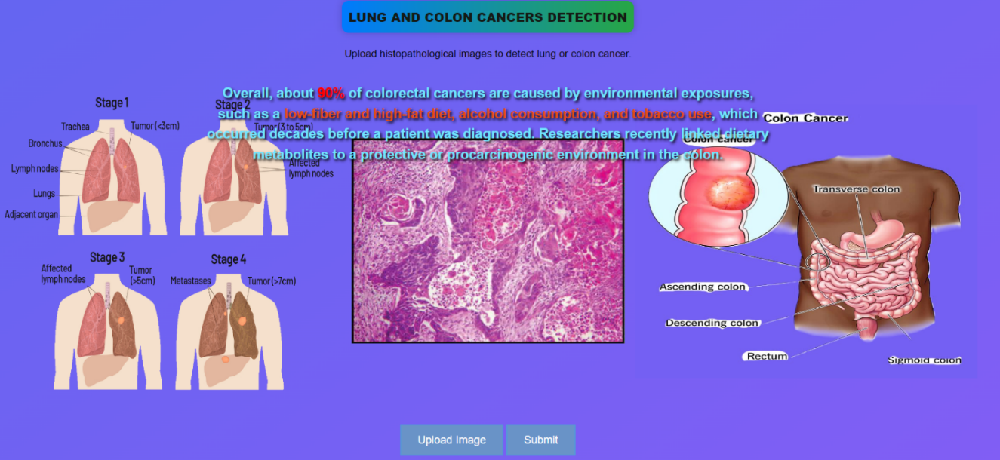 LUNG AND COLON CANCERS DETECTION
Upload histopathological images to detect lung or colon cancer.
Overall, about 90% of colorectal cancers are caused by environmental exposures,
such as a low-fiber and high-fat diet, alcohol consumption, and tobacco use, which
occurred decades before a patient was diagnosed. Researchers recently linked dietary
metabolites to a protective or procarcinogenic environment in the colon.
Stage 1
Trachea
Tumor (<3cm)
Bronchus
Lymph nodes
Lungs
Adjacent organ
Stage 2
Tumor (3 to 5cm)
Affected
lymph nodes
Stage 3
Affected
lymph nodes
Tumor
(>5cm)
Stage 4
Metastases
Tumor (>7cm)
Colon Cancer
Colon cancer
Transverse colon
Ascending colon
Descending colon
Rectum
Sigmoid colon
Upload Image
Submit